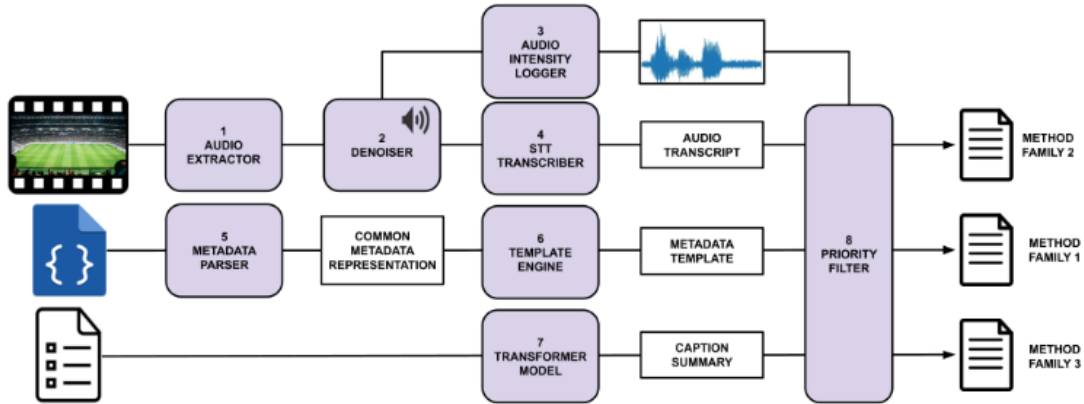 3
AUDIO
INTENSITY
LOGGER
1
AUDIO
EXTRACTOR
2
DENOISER
4
STT
TRANSCRIBER
AUDIO
TRANSCRIPT
METHOD
FAMILY 2
{ }
5
METADATA
PARSER
COMMON
METADATA
REPRESENTATION
6
TEMPLATE
ENGINE
METADATA
TEMPLATE
8
PRIORITY
FILTER
METHOD
FAMILY 1
7
TRANSFORMER
MODEL
CAPTION
SUMMARY
METHOD
FAMILY 3